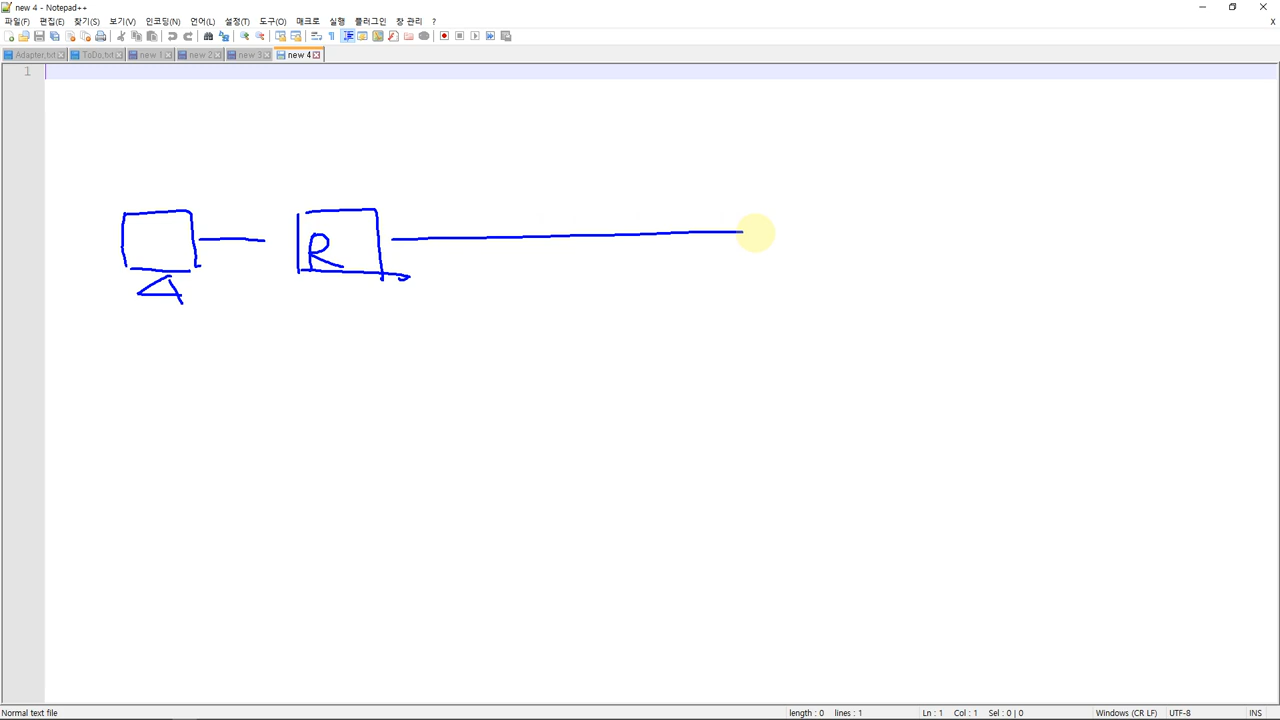 new 4 - Notepad++
파일(F) 편집(E) 찾기(S) 보기(V) 인코딩(N) 언어(L) 설정(T) 도구(O) 매크로 실행 플러그인 창 관리 ?
X
Adapter.txt ToDo.txt new 1 new 2 new 3 new 4
1
R
A
Normal text file length : 0 lines : 1 Ln : 1 Col : 1 Sel : 0 | 0 Windows (CR LF) UTF-8 INS